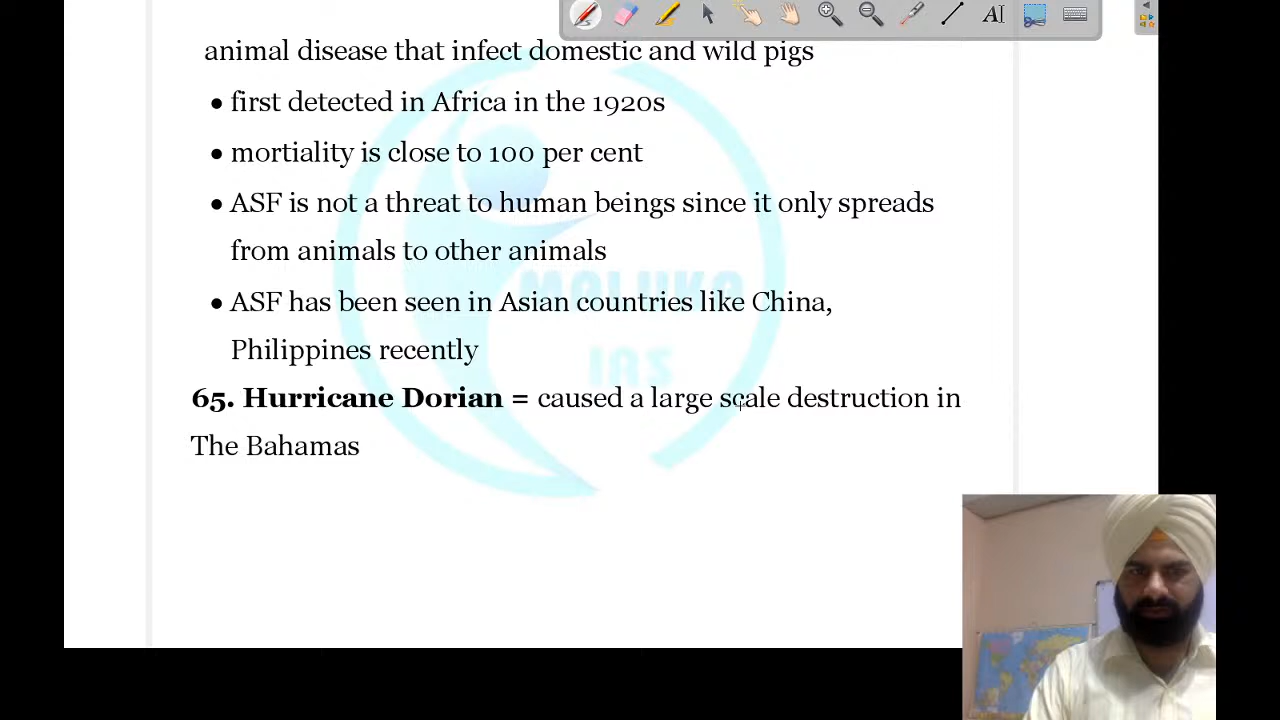 animal disease that infect domestic and wild pigs
• first detected in Africa in the 1920s
• mortiality is close to 100 per cent
• ASF is not a threat to human beings since it only spreads
from animals to other animals
• ASF has been seen in Asian countries like China,
Philippines recently
65. Hurricane Dorian = caused a large scale destruction in
The Bahamas
MALUKA
IAS